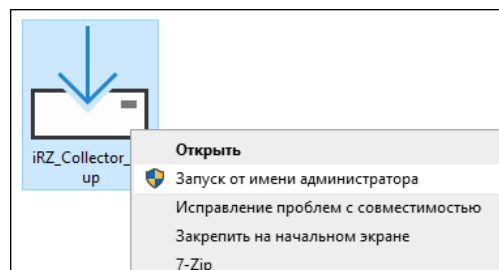 Открыть
iRZ_Collector_
up
Запуск от имени администратора
Исправление проблем с совместимостью
Закрепить на начальном экране
7-Zip